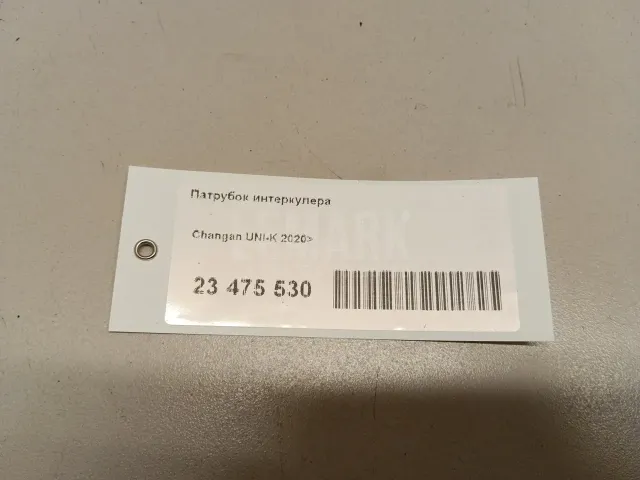 Патрубок интеркулера
Changan UNI-K 2020>
23 475 530